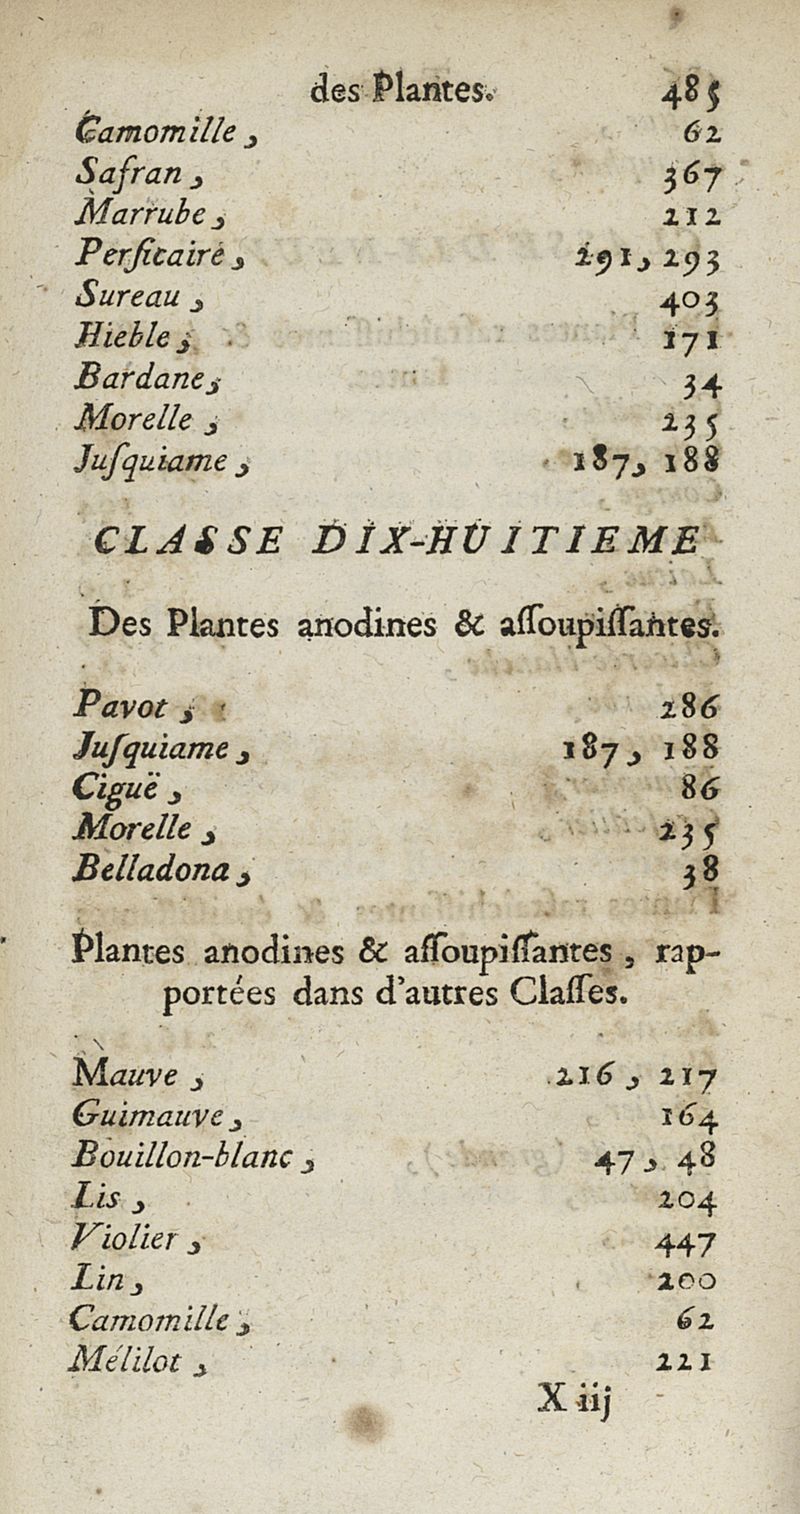 des Plantes. 485
Camomille, 62
Safran, 367
Marrube, 212
Perſicaire, 291, 293
Sureau, 403
Hieble, 171
Bardane, 34
Morelle, 235
Juſquiame, 187, 188
CLASSE DIX-HUITIEME
Des Plantes anodines & aſſoupiſſantes.
Pavot, 286
Juſquiame, 187, 188
Ciguë, 86
Morelle, 235
Belladona, 38
Plantes anodines & aſſoupiſſantes, rap-
portées dans d'autres Claſſes.
Mauve, 216, 217
Guimauve, 164
Bouillon-blanc, 47, 48
Lis, 204
Violier, 447
Lin, 200
Camomille, 62
Mélilot, 221
X iij